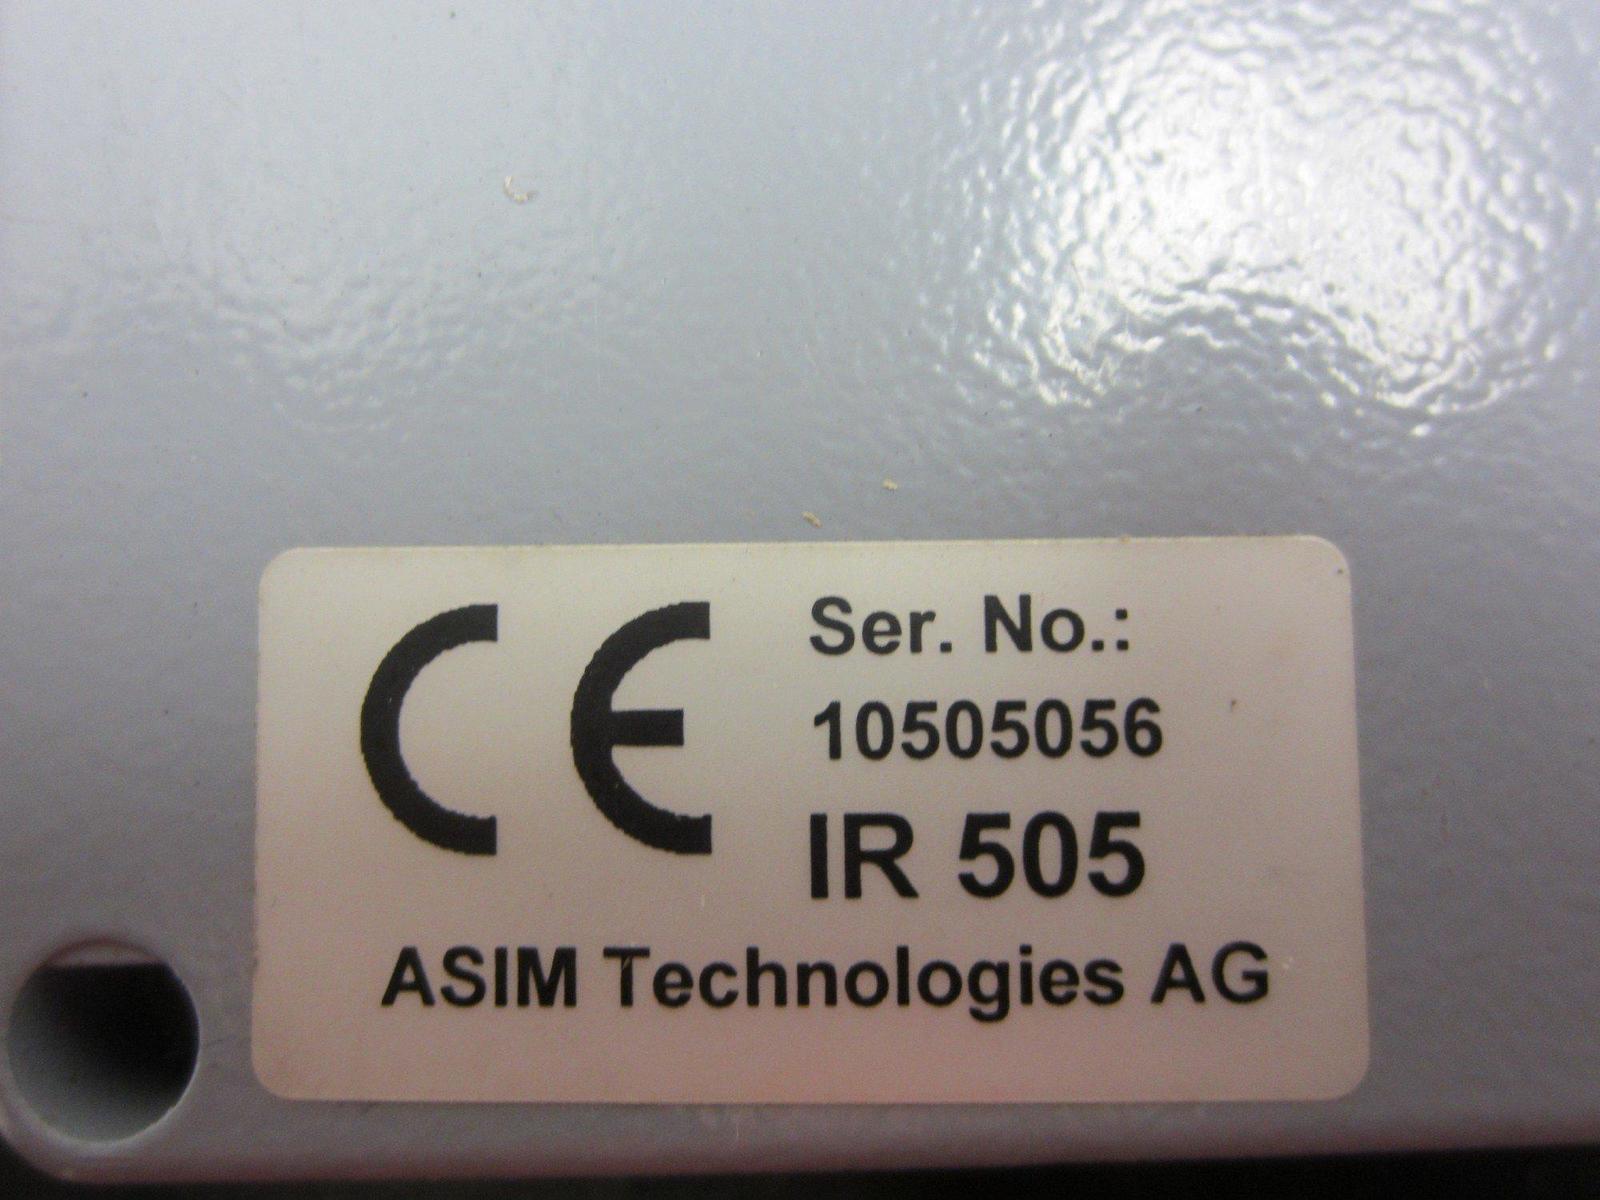 CE
Ser. No.:
10505056
IR 505
ASIM Technologies AG